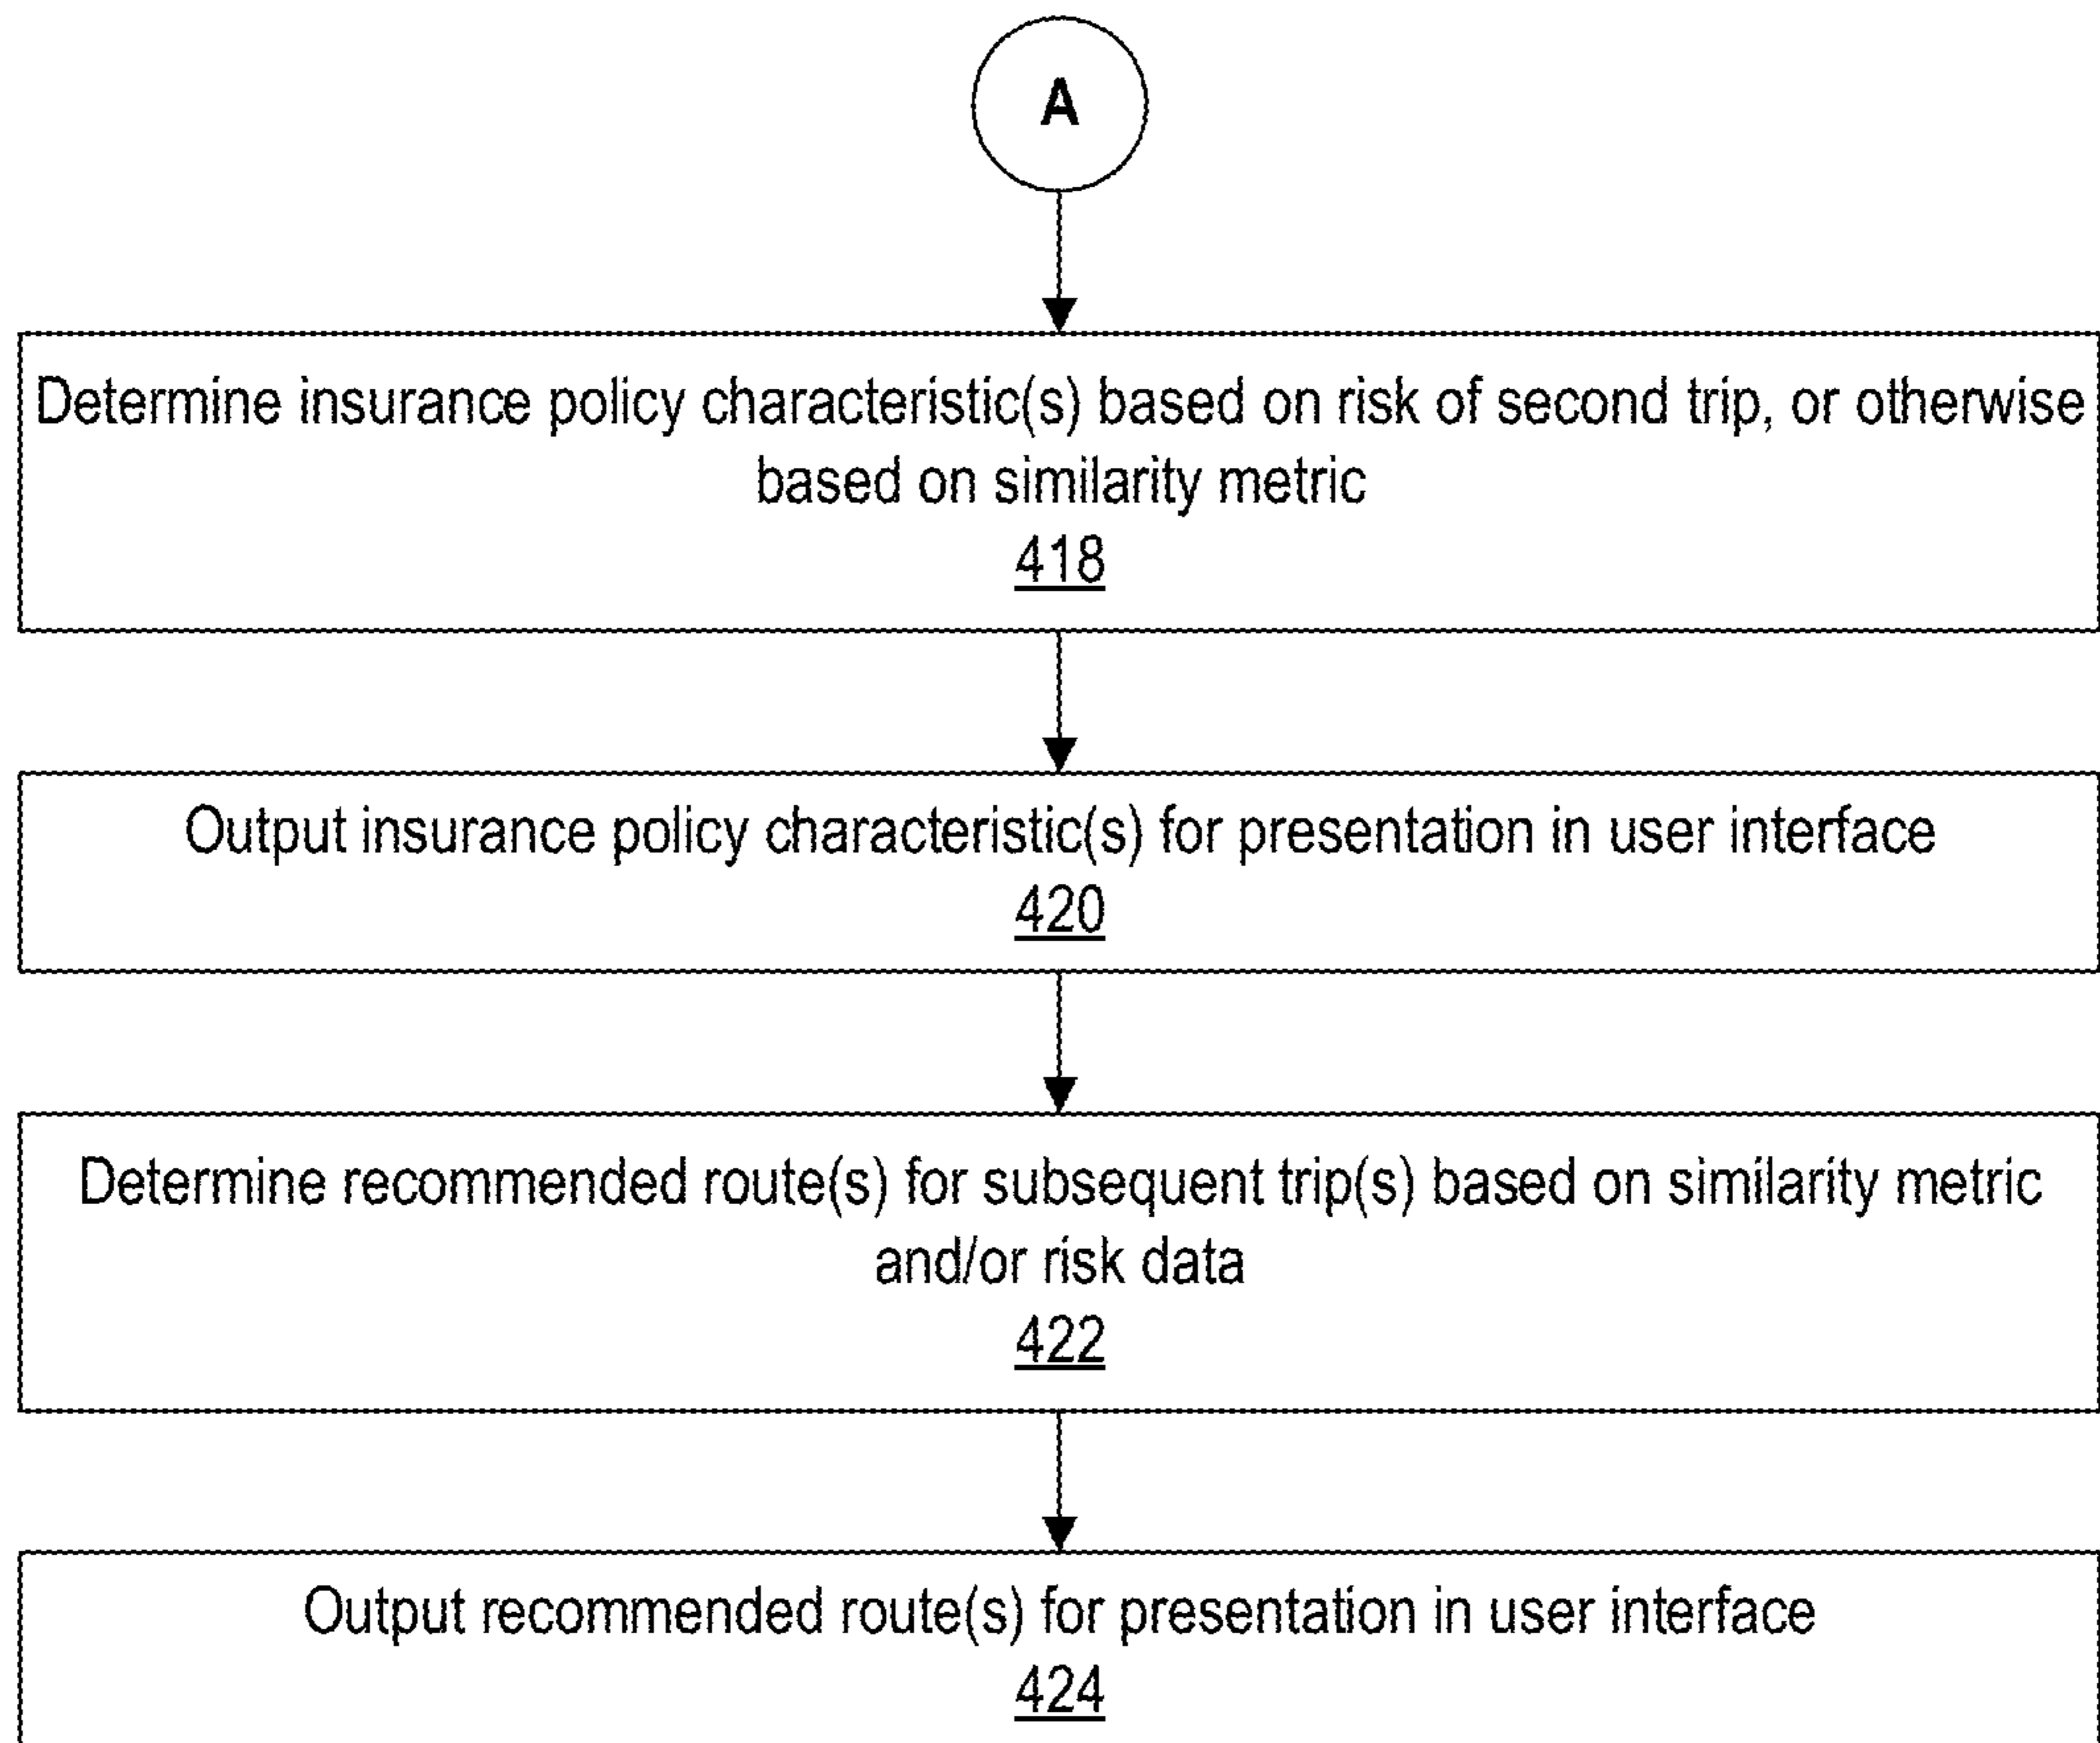 A
Determine insurance policy characteristic(s) based on risk of second trip, or otherwise
based on similarity metric
418
Output insurance policy characteristic(s) for presentation in user interface
420
Determine recommended route(s) for subsequent trip(s) based on similarity metric
and/or risk data
422
Output recommended route(s) for presentation in user interface
424